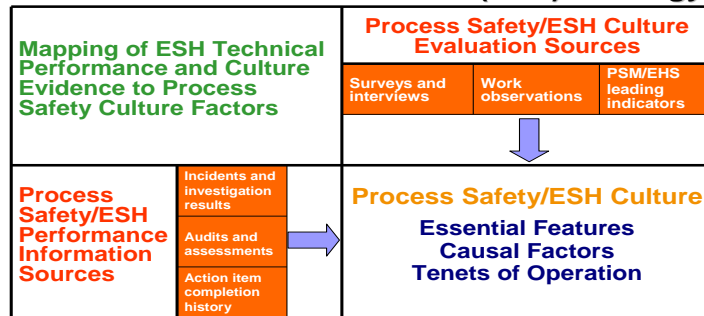 Mapping of ESH Technical
Performance and Culture
Evidence to Process
Safety Culture Factors
Process Safety/ESH Culture
Evaluation Sources
Surveys and
interviews
Work
observations
PSM/EHS
leading
indicators
Process
Safety/ESH
Performance
Information
Sources
Incidents and
investigation
results
Audits and
assessments
Action item
completion
history
Process Safety/ESH Culture
Essential Features
Causal Factors
Tenets of Operation